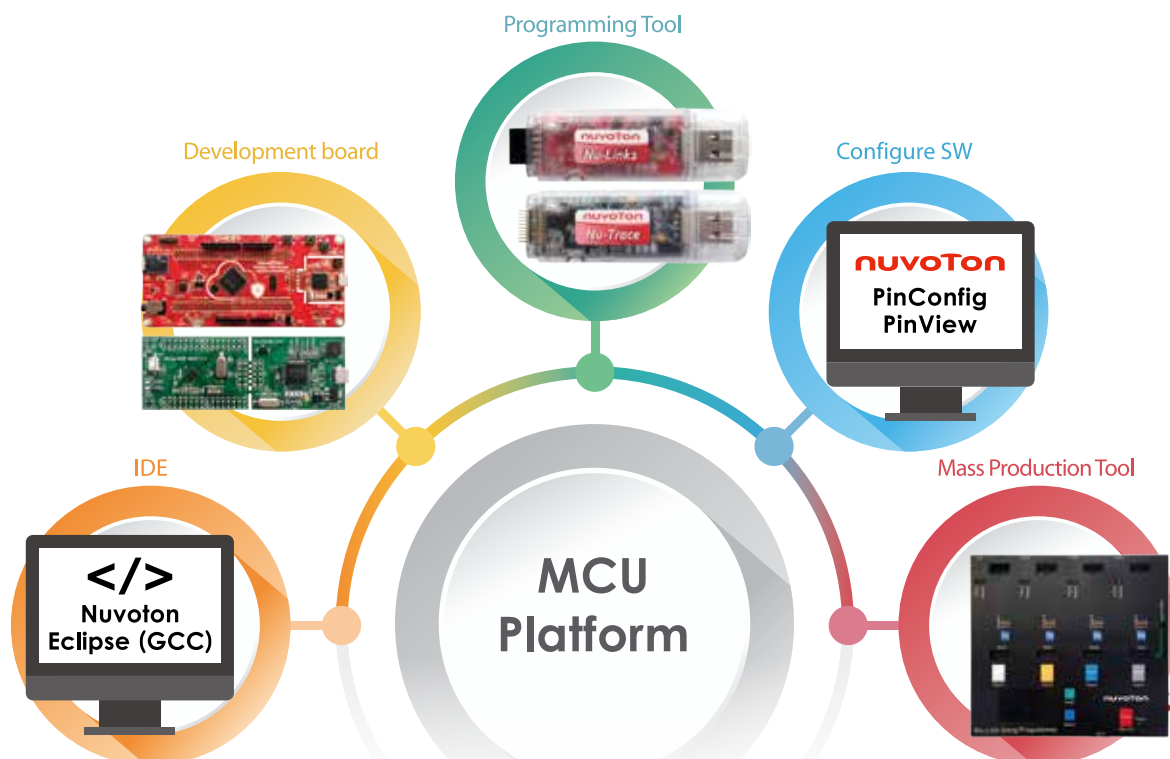 Programming Tool
nuvoTon
Nu-Links
nuvoTon
Nu-Trace
Development board
Configure SW
nuvoTon
PinConfig
PinView
IDE
</>
Nuvoton
Eclipse (GCC)
MCU
Platform
Mass Production Tool
nuvoTon